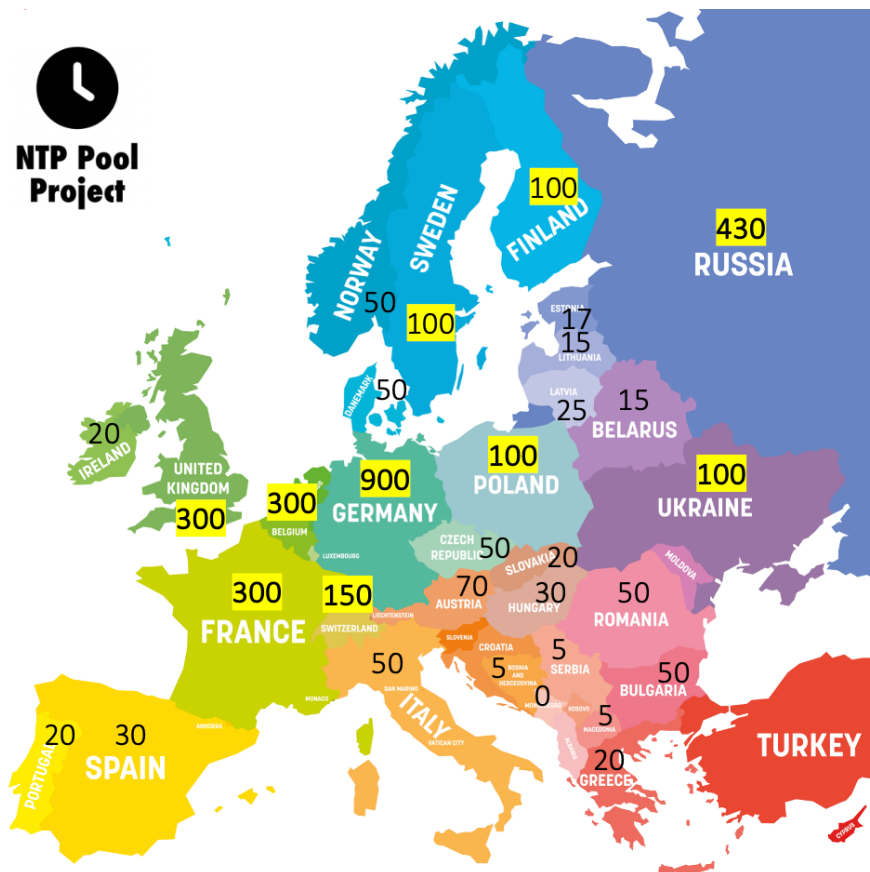 NTP Pool
Project
100
FINLAND
SWEDEN
NORWAY
50
100
430
RUSSIA
ESTONIA
17
15
LITHUANIA
DANEMARK
50
LATVIA
25
15
BELARUS
20
IRELAND
UNITED
KINGDOM
300
300
BELGIUM
900
GERMANY
100
POLAND
100
UKRAINE
LUXEMBOURG
CZECH
REPUBLIC
50
SLOVAKIA
20
MOLDOVA
300
FRANCE
150
SWITZERLAND
LIECHTENSTEIN
70
AUSTRIA
30
HUNGARY
50
ROMANIA
SLOVENIA
CROATIA
5
BOSNIA
AND
HERCEGOVINA
5
SERBIA
50
BULGARIA
50
SAN MARINO
ITALY
VATICAN CITY
MONACO
ANDORRA
0
KOSOVO
5
MACEDONIA
ALBANIA
20
GREECE
20
PORTUGAL
30
SPAIN
TURKEY
CYPRUS